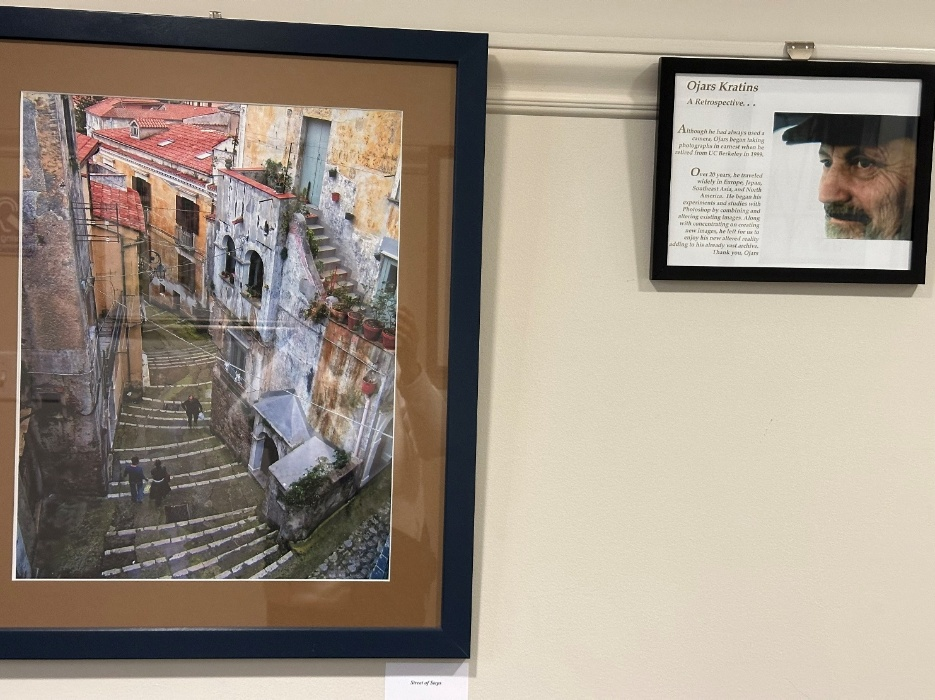 Ojars Kratins
A Retrospective. . .
Although he had always used a
camera, Ojars began taking
photographs in earnest when he
retired from UC Berkeley in 1994.
Over 20 years, he traveled
widely in Europe, Japan,
Southeast Asia, and North
America. He began his
experiments and studies with
Photoshop by combining and
altering existing images. Along
with concentrating on creating
new images, he felt for us to
enjoy his new altered reality
adding to his already vast archive.
Thank you, Ojars
Street of Steps